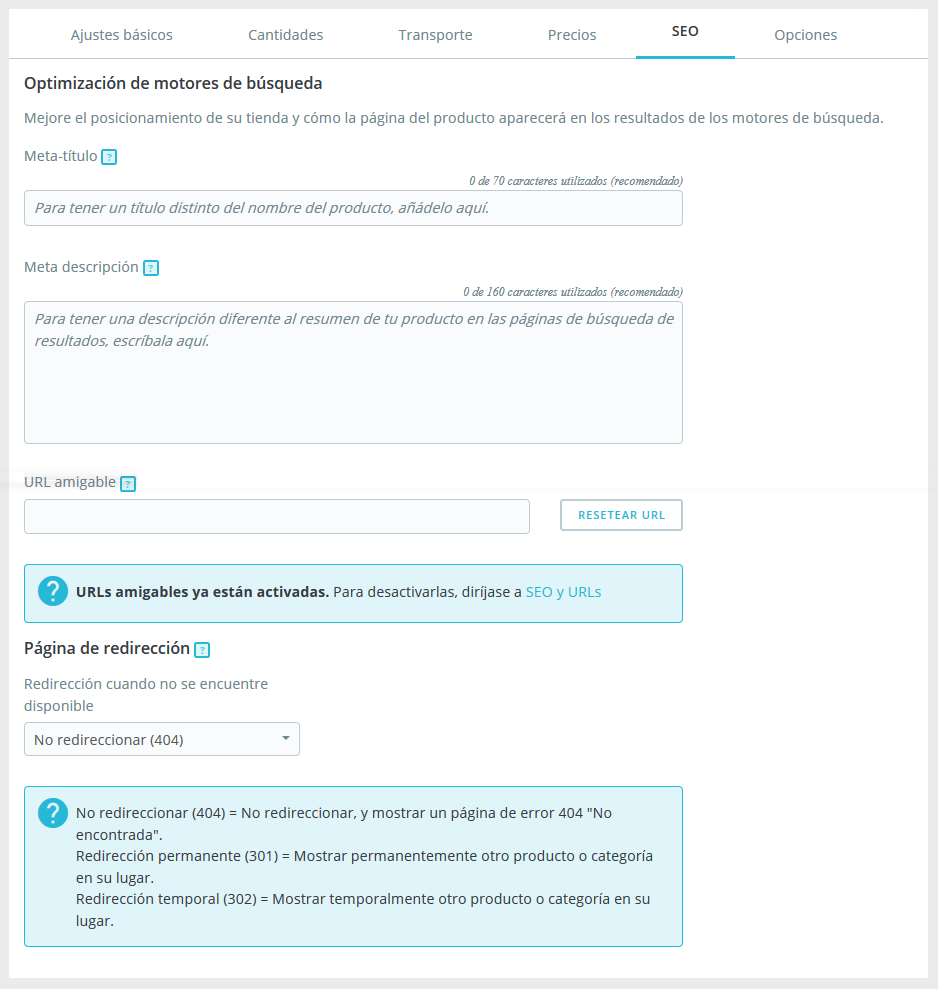 Ajustes básicos Cantidades Transporte Precios SEO Opciones
Optimización de motores de búsqueda
Mejore el posicionamiento de su tienda y cómo la página del producto aparecerá en los resultados de los motores de búsqueda.
Meta-título ?
0 de 70 caracteres utilizados (recomendado)
Para tener un título distinto del nombre del producto, añádelo aquí.
Meta descripción ?
0 de 160 caracteres utilizados (recomendado)
Para tener una descripción diferente al resumen de tu producto en las páginas de búsqueda de
resultados, escríbala aquí.
URL amigable ?
RESETEAR URL
? URLs amigables ya están activadas. Para desactivarlas, diríjase a SEO y URLs
Página de redirección ?
Redirección cuando no se encuentre
disponible
No redireccionar (404)
? No redireccionar (404) = No redireccionar, y mostrar un página de error 404 "No
encontrada".
Redirección permanente (301) = Mostrar permanentemente otro producto o categoría
en su lugar.
Redirección temporal (302) = Mostrar temporalmente otro producto o categoría en su
lugar.